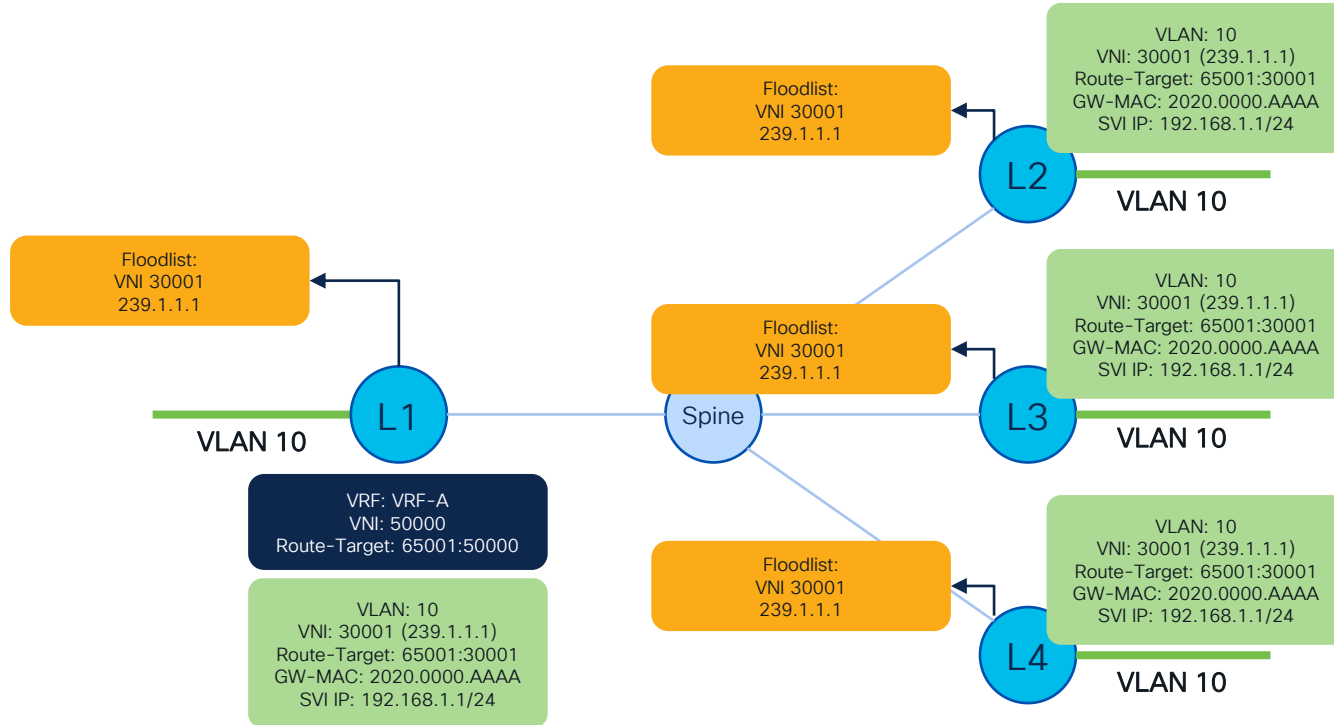 VLAN: 10
VNI: 30001 (239.1.1.1)
Route-Target: 65001:30001
GW-MAC: 2020.0000.AAAA
SVI IP: 192.168.1.1/24
Floodlist:
VNI 30001
239.1.1.1
L2
VLAN 10
Floodlist:
VNI 30001
239.1.1.1
VLAN: 10
VNI: 30001 (239.1.1.1)
Route-Target: 65001:30001
GW-MAC: 2020.0000.AAAA
SVI IP: 192.168.1.1/24
Floodlist:
VNI 30001
239.1.1.1
L1
Spine
L3
VLAN 10
VLAN 10
VRF: VRF-A
VNI: 50000
Route-Target: 65001:50000
VLAN: 10
VNI: 30001 (239.1.1.1)
Route-Target: 65001:30001
GW-MAC: 2020.0000.AAAA
SVI IP: 192.168.1.1/24
Floodlist:
VNI 30001
239.1.1.1
VLAN: 10
VNI: 30001 (239.1.1.1)
Route-Target: 65001:30001
GW-MAC: 2020.0000.AAAA
SVI IP: 192.168.1.1/24
L4
VLAN 10